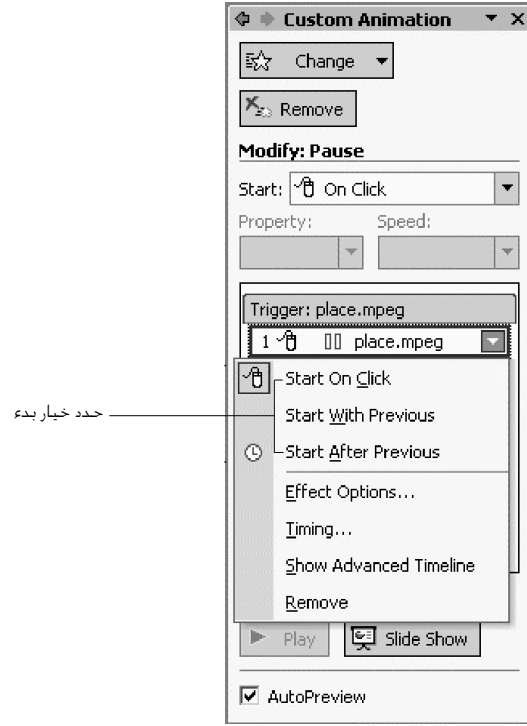 Custom Animation
Change
Remove
Modify: Pause
Start: On Click
Property: Speed:
Trigger: place.mpeg
1 place.mpeg
Start On Click
حدد خيار بدء
Start With Previous
Start After Previous
Effect Options...
Timing...
Show Advanced Timeline
Remove
Play Slide Show
AutoPreview